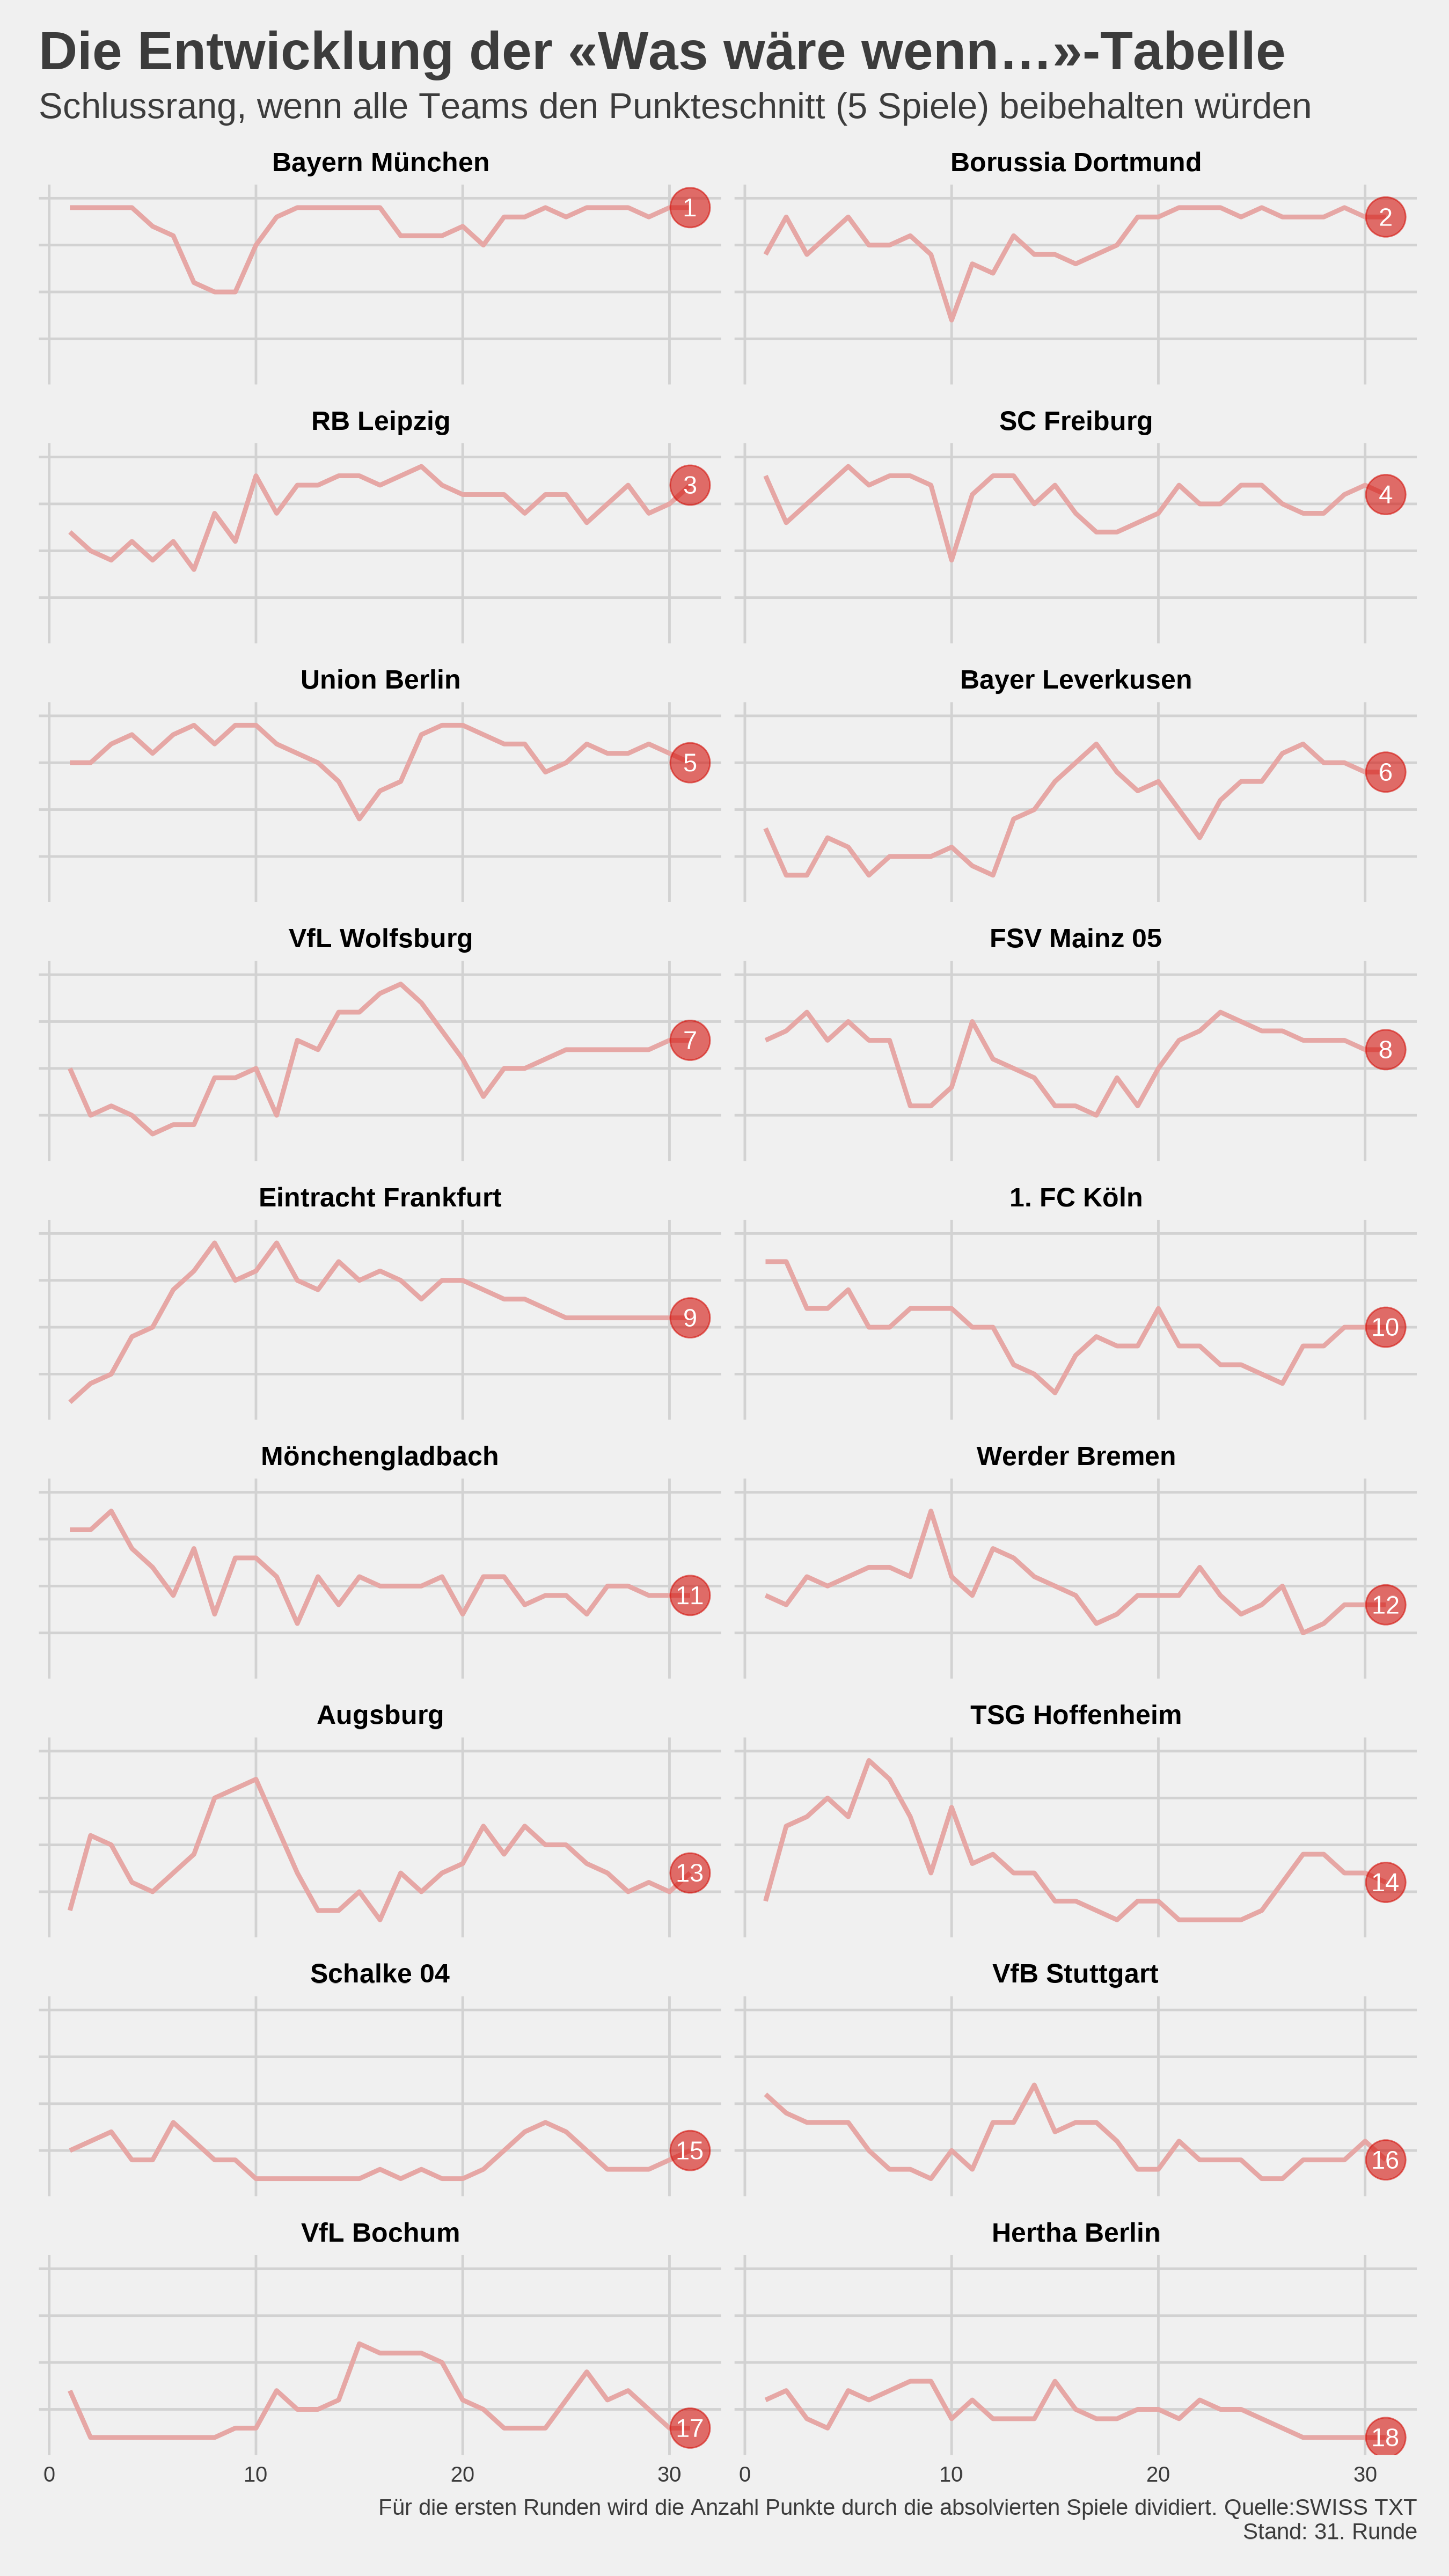 Die Entwicklung der «Was wäre wenn…»-Tabelle
Schlussrang, wenn alle Teams den Punkteschnitt (5 Spiele) beibehalten würden
Bayern München
Borussia Dortmund
1
2
RB Leipzig
SC Freiburg
3
4
Union Berlin
Bayer Leverkusen
5
6
VfL Wolfsburg
FSV Mainz 05
7
8
Eintracht Frankfurt
1. FC Köln
9
10
Mönchengladbach
Werder Bremen
11
12
Augsburg
TSG Hoffenheim
13
14
Schalke 04
VfB Stuttgart
15
16
VfL Bochum
Hertha Berlin
17
18
0 10 20 30 0 10 20 30
Für die ersten Runden wird die Anzahl Punkte durch die absolvierten Spiele dividiert. Quelle:SWISS TXT
Stand: 31. Runde